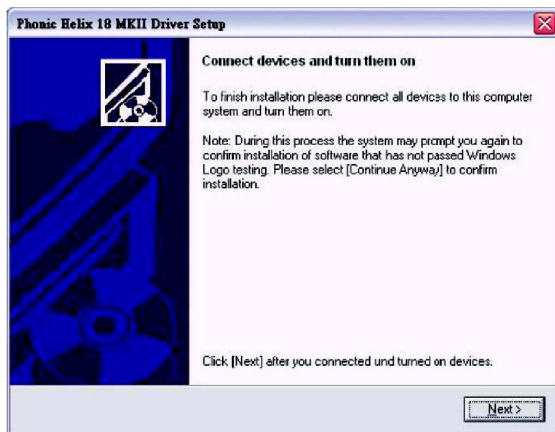 Phonic Helix 18 MKII Driver Setup
Connect devices and turn them on
To finish installation please connect all devices to this computer
system and turn them on.
Note: During this process the system may prompt you again to
confirm installation of software that has not passed Windows
Logo testing. Please select [Continue Anyway] to confirm
installation.
Click [Next] after you connected und turned on devices.
Next >